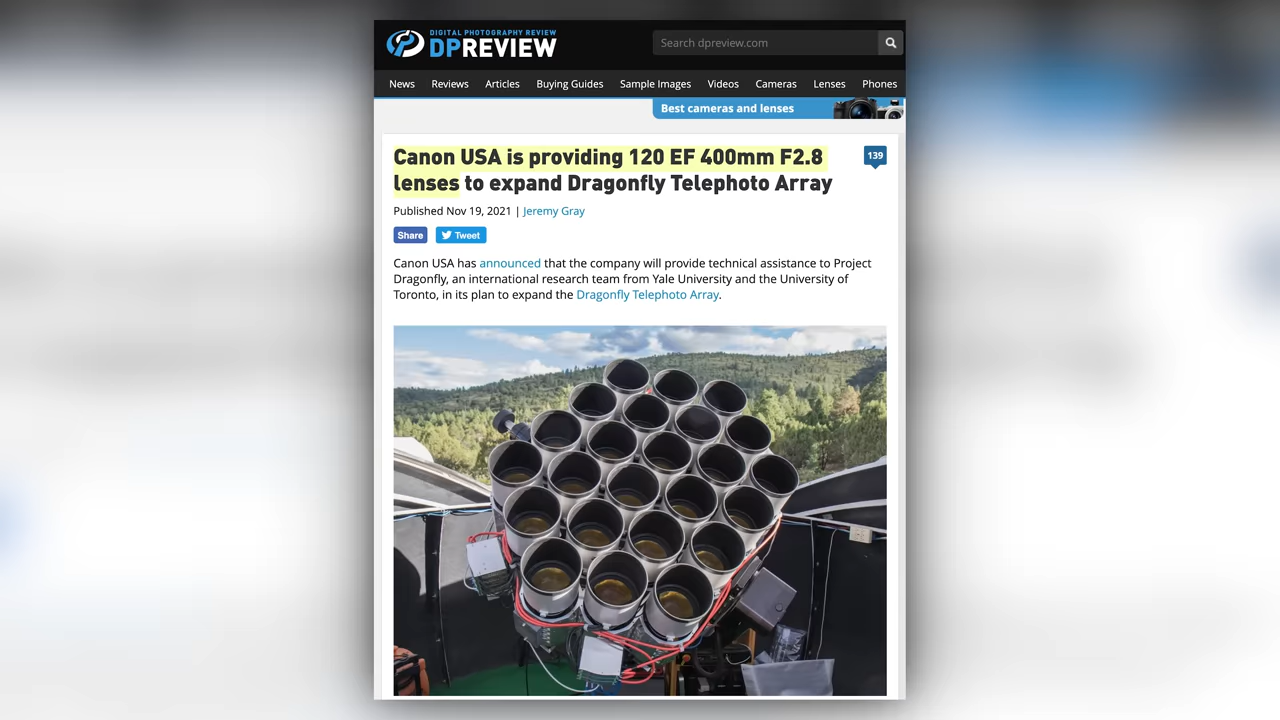 DIGITAL PHOTOGRAPHY REVIEW
DPREVIEW
Search dpreview.com
News Reviews Articles Buying Guides Sample Images Videos Cameras Lenses Phones
Best cameras and lenses
Canon USA is providing 120 EF 400mm F2.8
lenses to expand Dragonfly Telephoto Array
139
Published Nov 19, 2021 | Jeremy Gray
Share Tweet
Canon USA has announced that the company will provide technical assistance to Project
Dragonfly, an international research team from Yale University and the University of
Toronto, in its plan to expand the Dragonfly Telephoto Array.